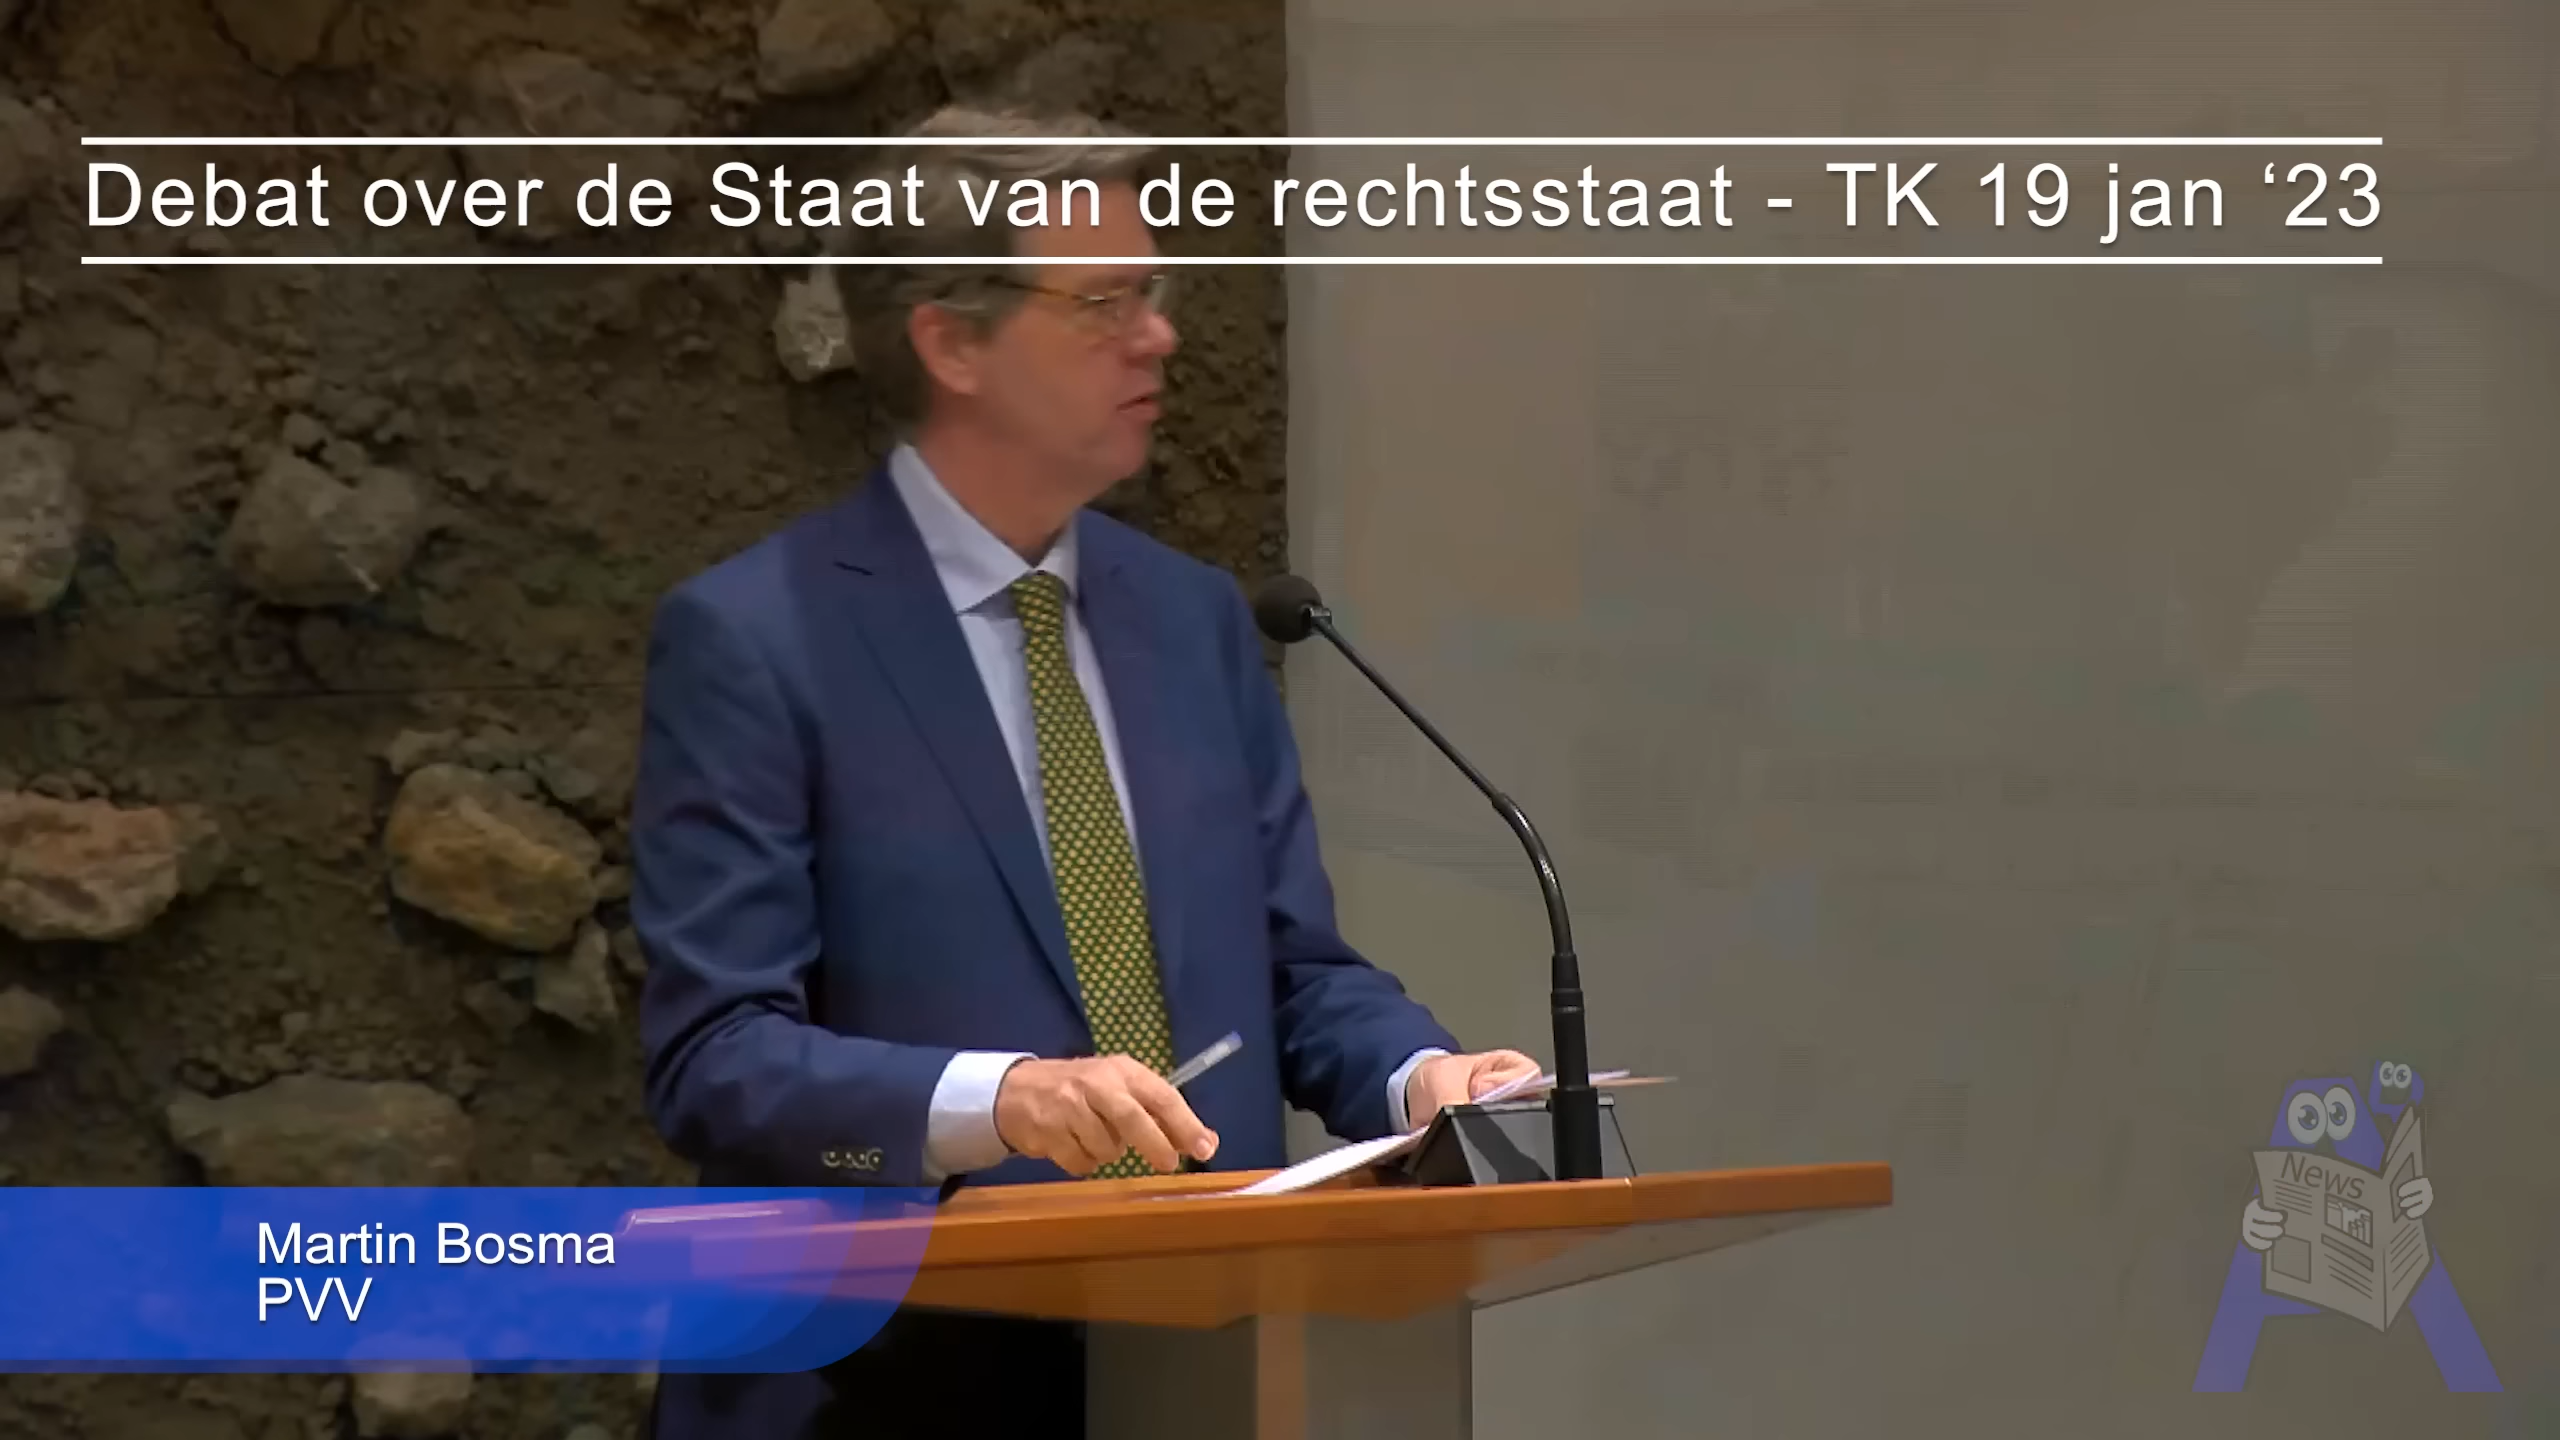 Debat over de Staat van de rechtsstaat - TK 19 jan ‘23
Martin Bosma
PVV
News